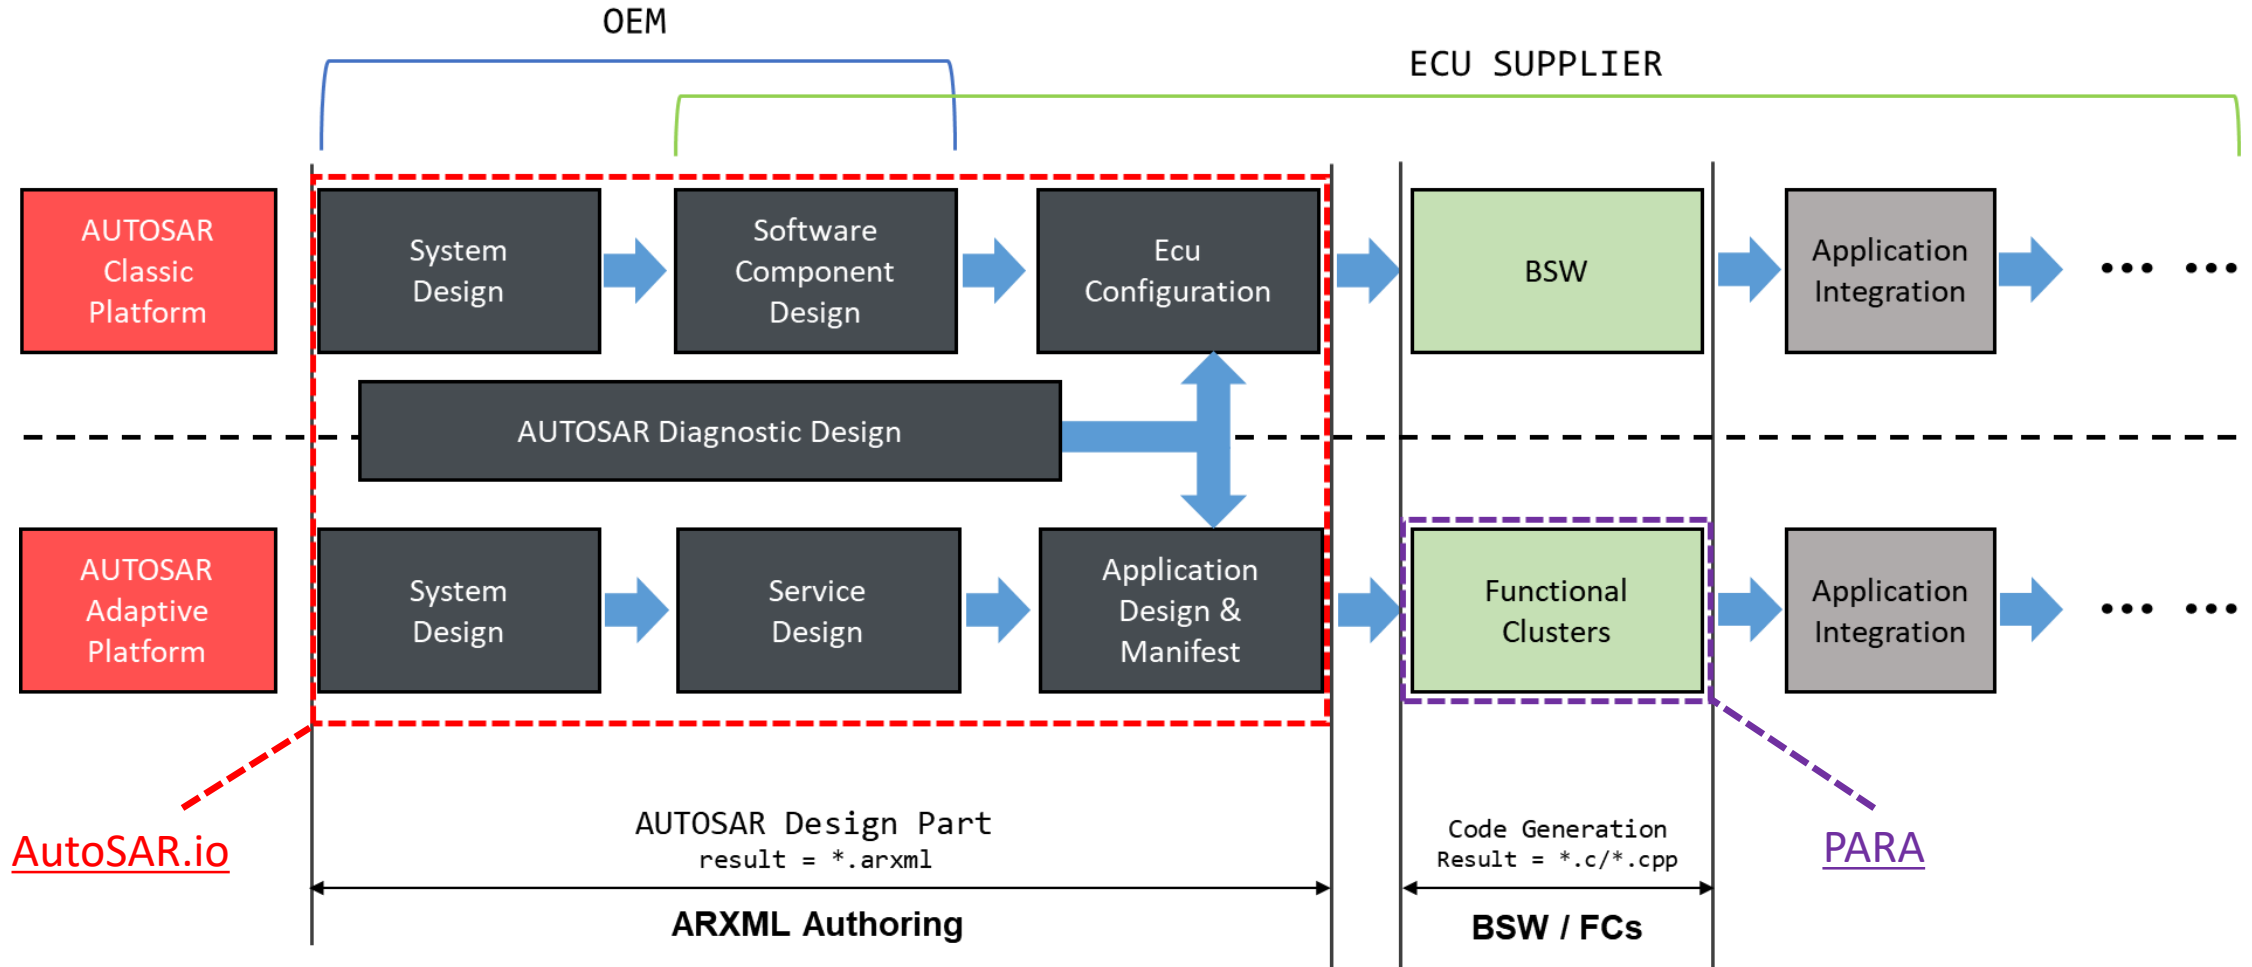 OEM
ECU SUPPLIER
AUTOSAR
Classic
Platform
System
Design
Software
Component
Design
Ecu
Configuration
BSW
Application
Integration
... ...
AUTOSAR Diagnostic Design
AUTOSAR
Adaptive
Platform
System
Design
Service
Design
Application
Design &
Manifest
Functional
Clusters
Application
Integration
... ...
AutoSAR.io
AUTOSAR Design Part
result = *.arxml
ARXML Authoring
Code Generation
Result = *.c/*.cpp
BSW / FCs
PARA